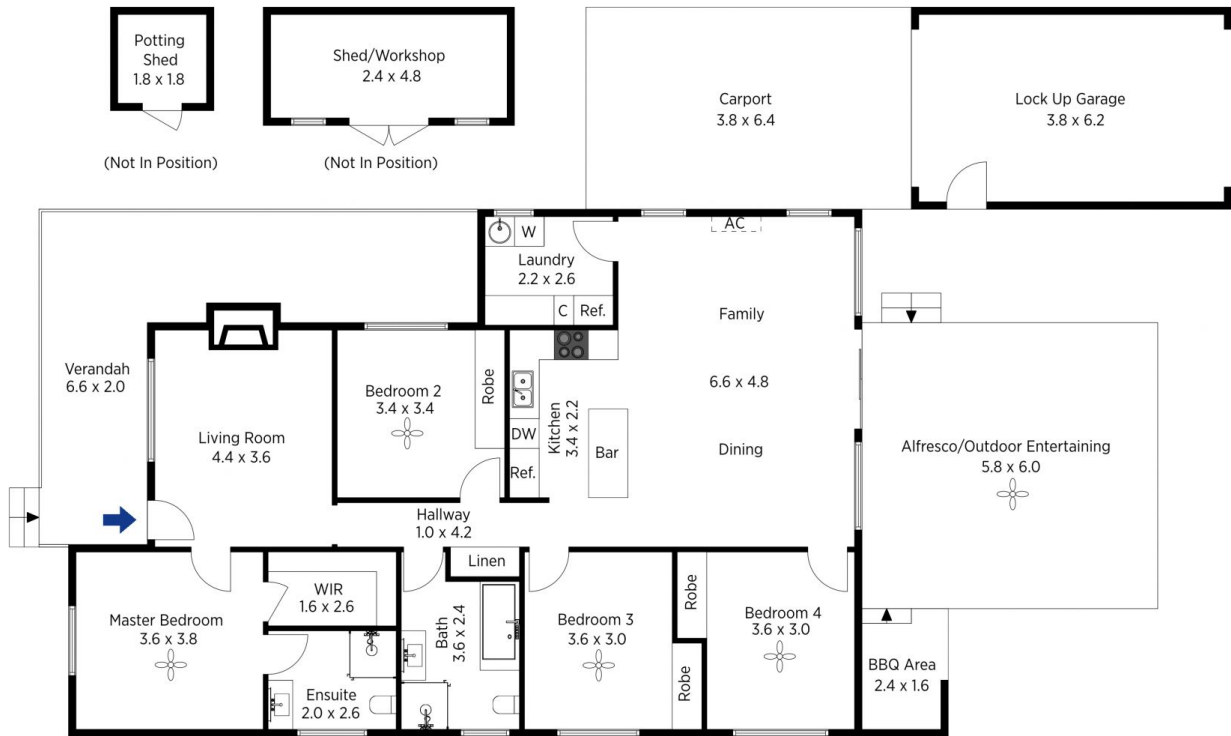 Potting
Shed
1.8 x 1.8
(Not In Position)
Shed/Workshop
2.4 x 4.8
(Not In Position)
Carport
3.8 x 6.4
Lock Up Garage
3.8 x 6.2
W
Laundry
2.2 x 2.6
C
Ref.
AC
Family
6.6 x 4.8
Dining
Verandah
6.6 x 2.0
Living Room
4.4 x 3.6
Bedroom 2
3.4 x 3.4
Robe
DW
Ref.
Kitchen
3.4 x 2.2
Bar
Alfresco/Outdoor Entertaining
5.8 x 6.0
Hallway
1.0 x 4.2
Linen
Master Bedroom
3.6 x 3.8
WIR
1.6 x 2.6
Ensuite
2.0 x 2.6
Bath
3.6 x 2.4
Bedroom 3
3.6 x 3.0
Robe
Robe
Bedroom 4
3.6 x 3.0
BBQ Area
2.4 x 1.6